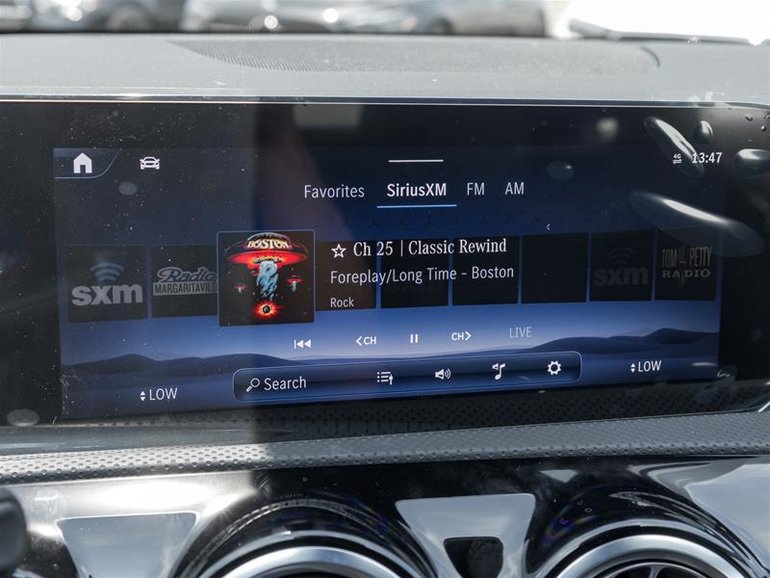 4G 13:47
Favorites SiriusXM FM AM
BOSTON
☆ Ch 25 | Classic Rewind
Foreplay/Long Time - Boston
Rock
sxm
Radio
MARGARITAVILLE
sxm
TOM PETTY
RADIO
<CH CH> LIVE
LOW
Search
LOW